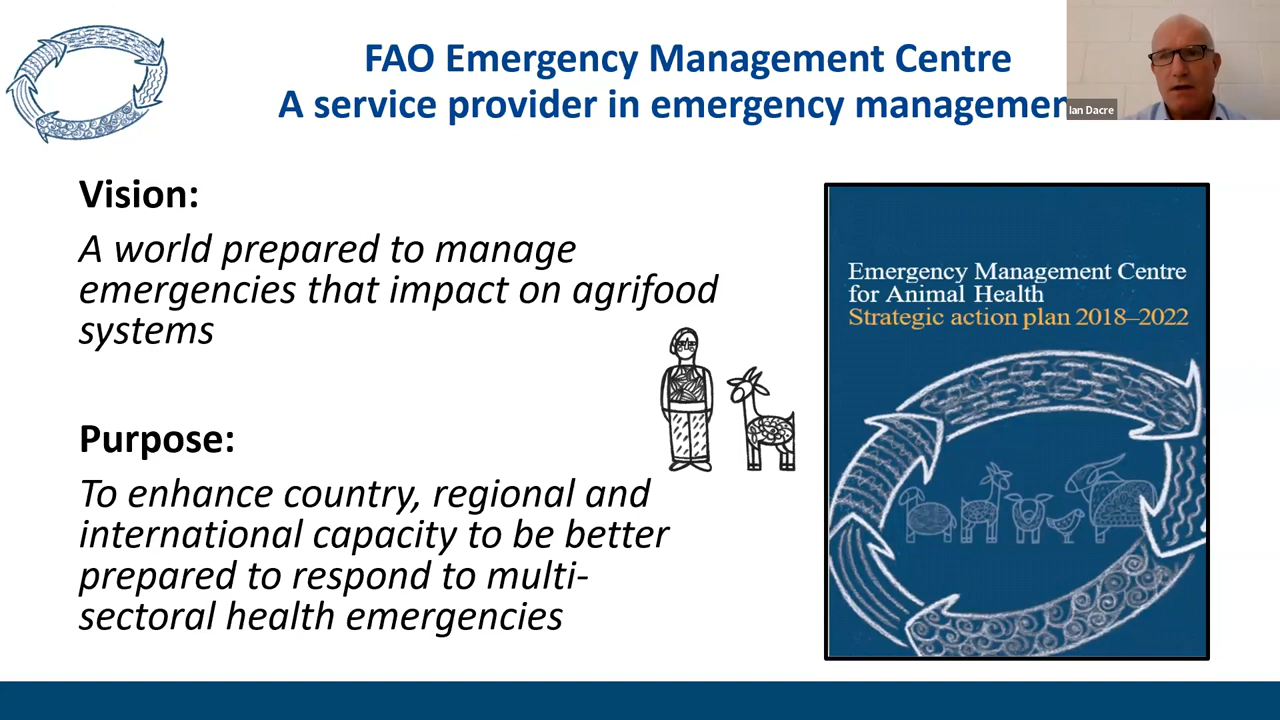 FAO Emergency Management Centre
A service provider in emergency managemen
Ian Dacre
Vision:
A world prepared to manage
emergencies that impact on agrifood
systems
Purpose:
To enhance country, regional and
international capacity to be better
prepared to respond to multi-
sectoral health emergencies
Emergency Management Centre
for Animal Health
Strategic action plan 2018–2022